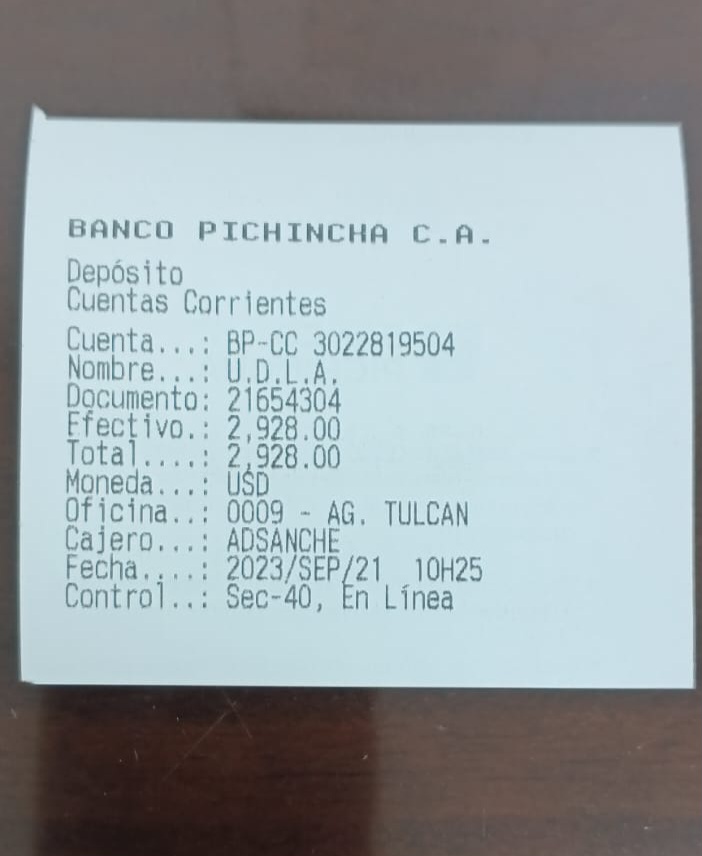 BANCO PICHINCHA C.A.
Depósito
Cuentas Corrientes
Cuenta...: BP-CC 3022819504
Nombre...: U.D.L.A.
Documento: 21654304
Efectivo.: 2,928.00
Total....: 2,928.00
Moneda...: USD
Oficina..: 0009 - AG. TULCAN
Cajero...: ADSANCHE
Fecha....: 2023/SEP/21 10H25
Control..: Sec-40, En Línea